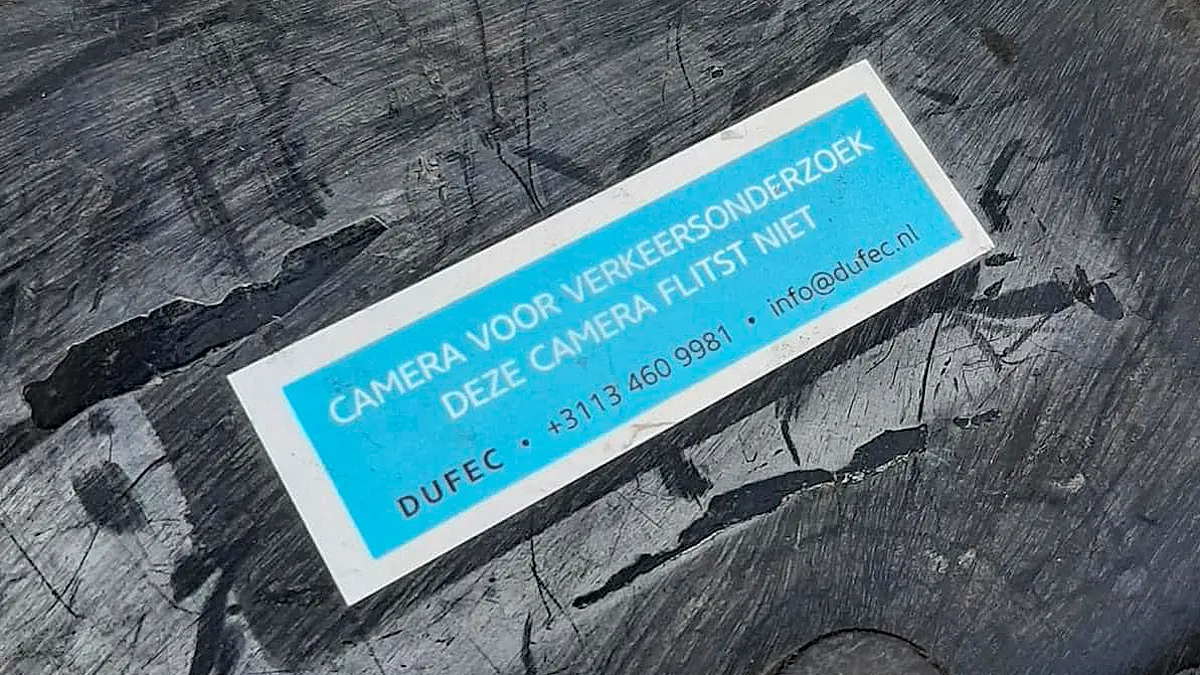 CAMERA VOOR VERKEERSONDERZOEK
DEZE CAMERA FLITST NIET
DUFEC • +3113 460 9981 • info@dufec.nl